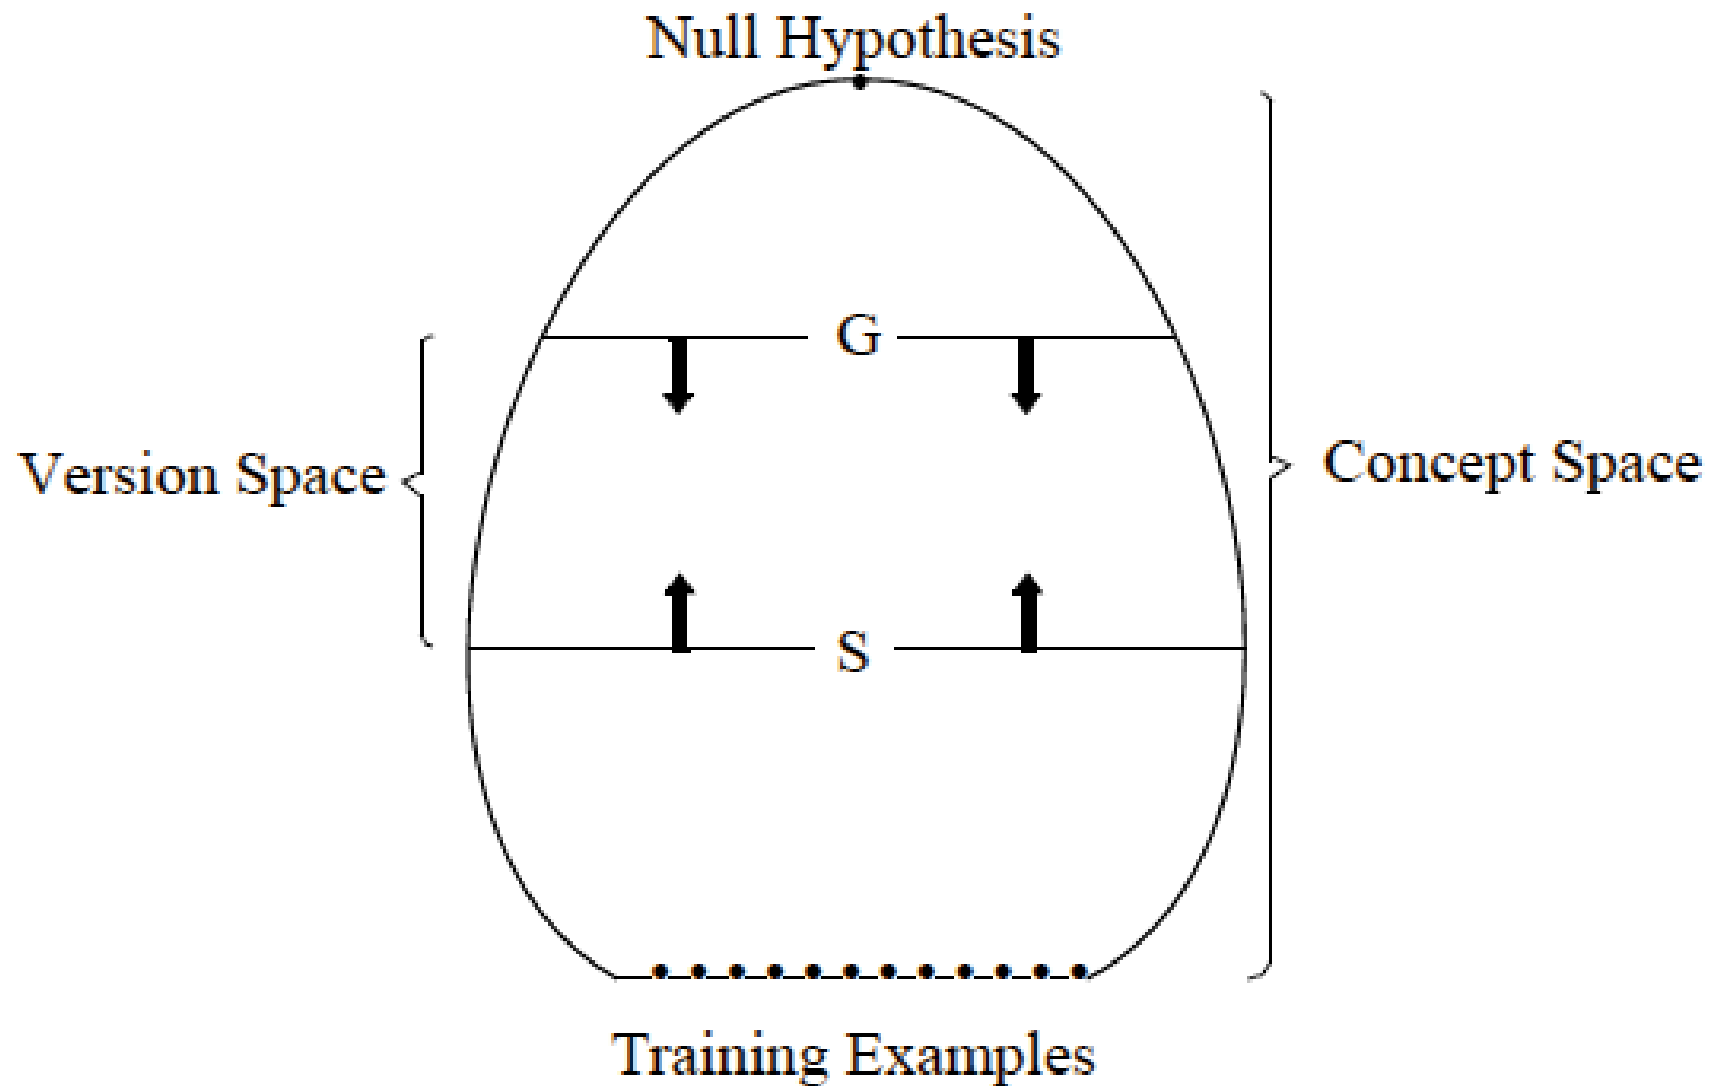 Null Hypothesis
G
Version Space
Concept Space
S
Training Examples